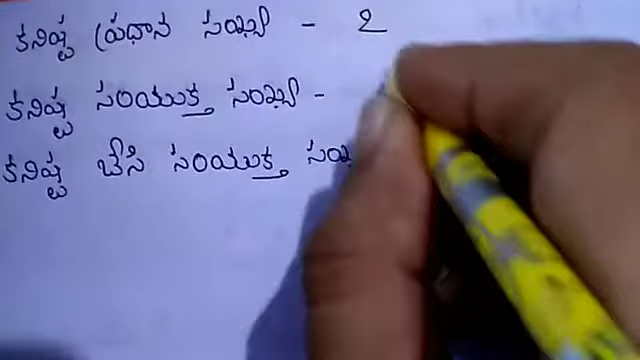 ಕನಿಷ್ಟ ಪ್ರಧಾನ ಸಂಖ್ಯೆ - 2
ಕನಿಷ್ಟ ಸಂಯುಕ್ತ ಸಂಖ್ಯೆ -
ಕನಿಷ್ಟ ಬೇಸಿ ಸಂಯುಕ್ತ